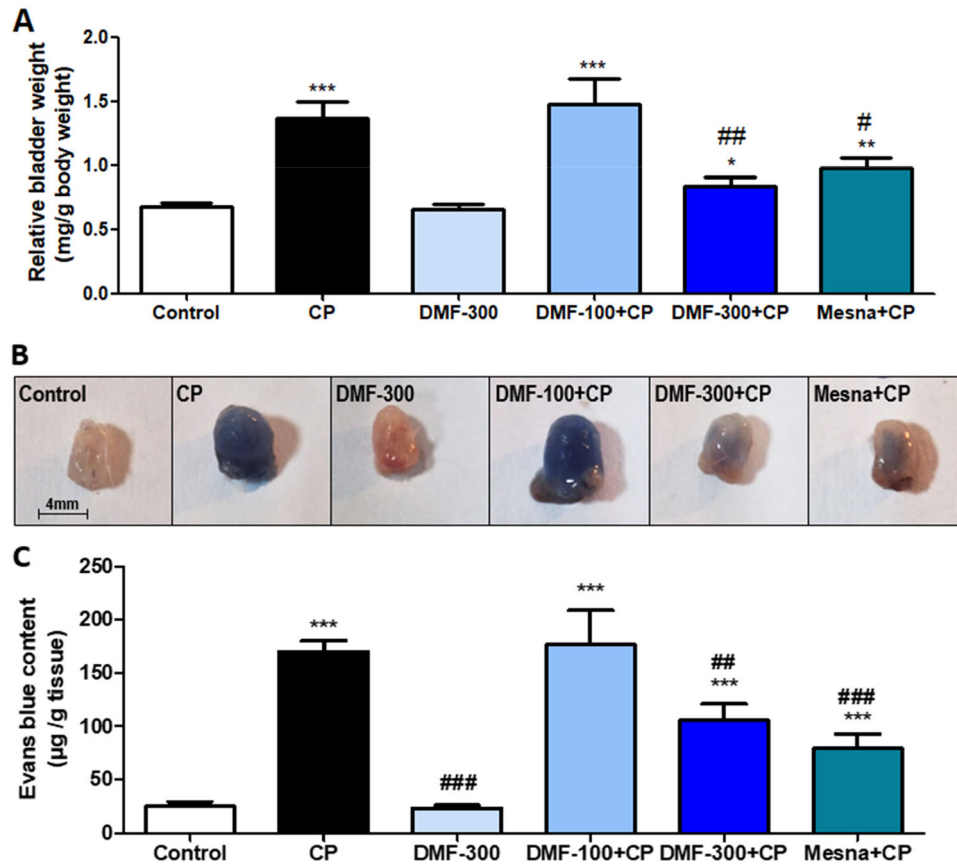 A
Relative bladder weight
(mg/g body weight)
2.0
1.5
1.0
0.5
0.0
***
***
##
*
#
**
Control CP DMF-300 DMF-100+CP DMF-300+CP Mesna+CP
B
Control CP DMF-300 DMF-100+CP DMF-300+CP Mesna+CP
4mm
C
Evans blue content
(µg /g tissue)
250
200
150
100
50
0
***
###
***
##
***
###
***
Control CP DMF-300 DMF-100+CP DMF-300+CP Mesna+CP